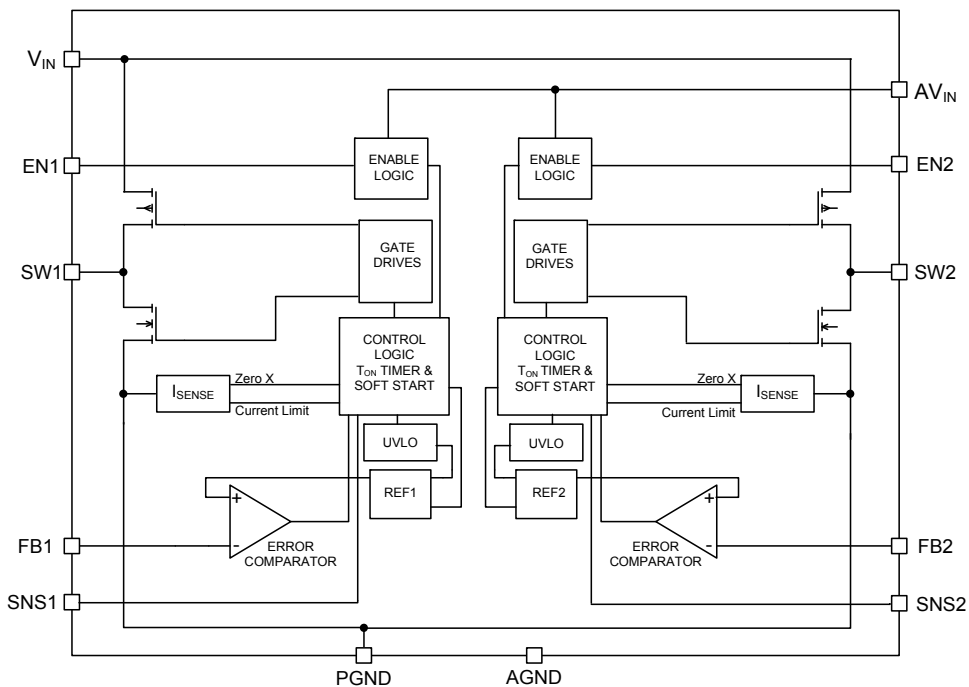 V_IN
AV_IN
EN1
ENABLE
LOGIC
ENABLE
LOGIC
EN2
SW1
GATE
DRIVES
GATE
DRIVES
SW2
CONTROL
LOGIC
T_ON TIMER &
SOFT START
CONTROL
LOGIC
T_ON TIMER &
SOFT START
I_SENSE
Zero X
Current Limit
Zero X
Current Limit
I_SENSE
UVLO
UVLO
REF1
REF2
+
-
+
-
FB1
ERROR
COMPARATOR
ERROR
COMPARATOR
FB2
SNS1
SNS2
PGND
AGND